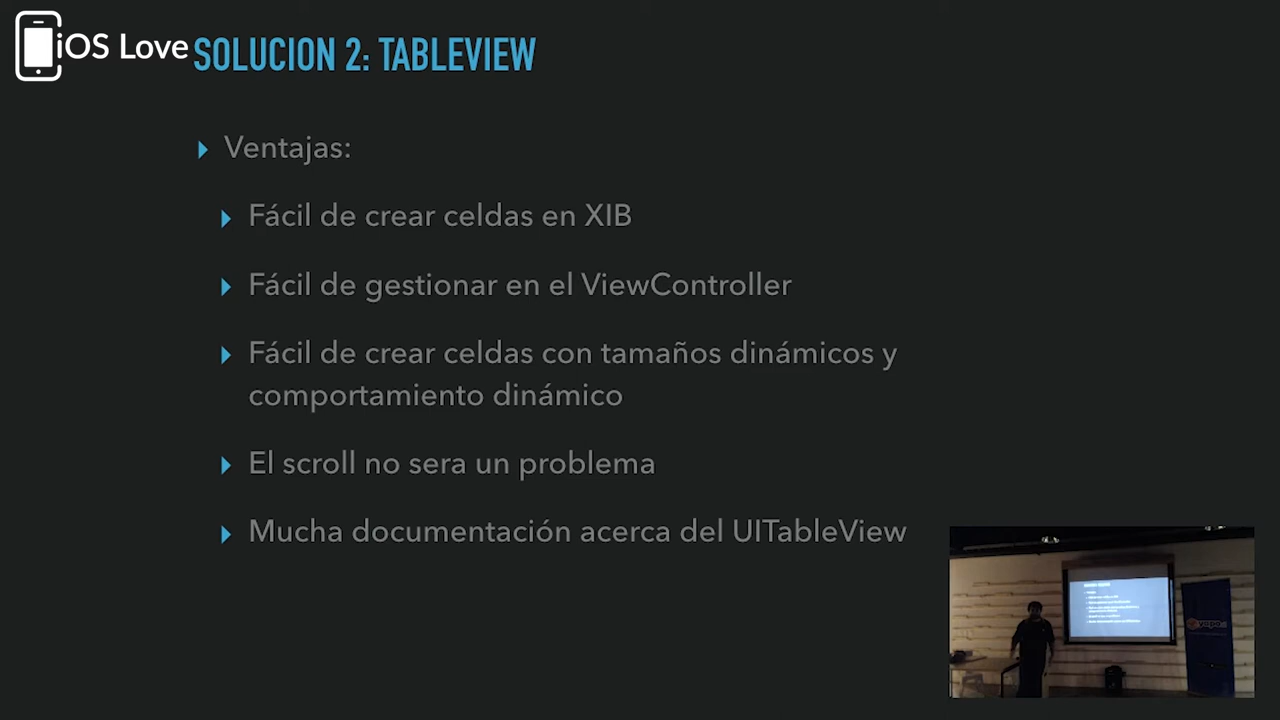 iOS Love
SOLUCION 2: TABLEVIEW
Ventajas:
Fácil de crear celdas en XIB
Fácil de gestionar en el ViewController
Fácil de crear celdas con tamaños dinámicos y
comportamiento dinámico
El scroll no sera un problema
Mucha documentación acerca del UITableView